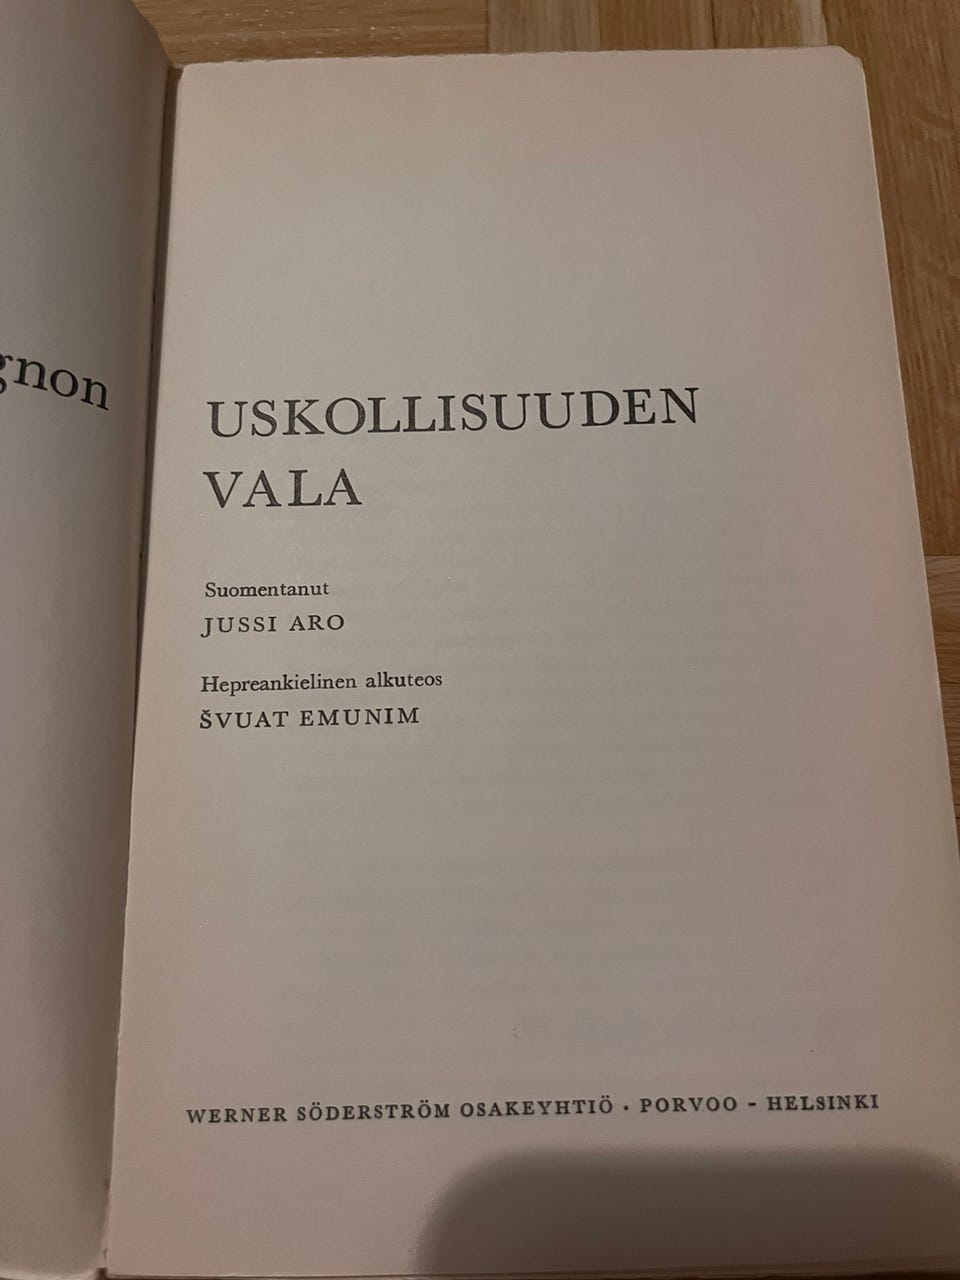 gnon
USKOLLISUUDEN
VALA
Suomentanut
JUSSI ARO
Hepreankielinen alkuteos
ŠVUAT EMUNIM
WERNER SÖDERSTRÖM OSAKEYHTIÖ · PORVOO - HELSINKI